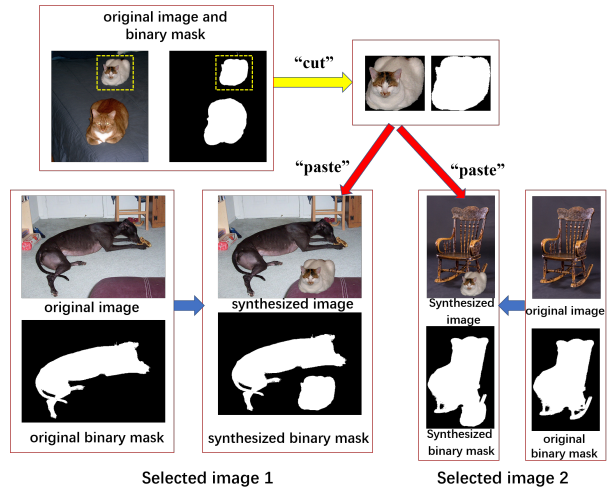 original image and
binary mask
“cut”
“paste”
“paste”
original image
synthesized image
original binary mask
synthesized binary mask
Synthesized
image
original image
Synthesized
binary mask
original
binary mask
Selected image 1
Selected image 2